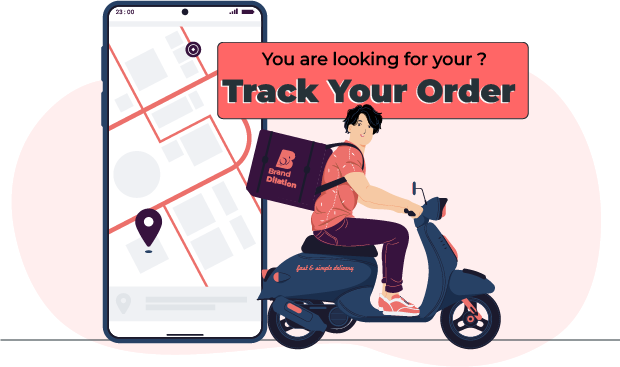 23:00
You are looking for your ?
Track Your Order
B
Brand
Dilation
fast & simple delivery